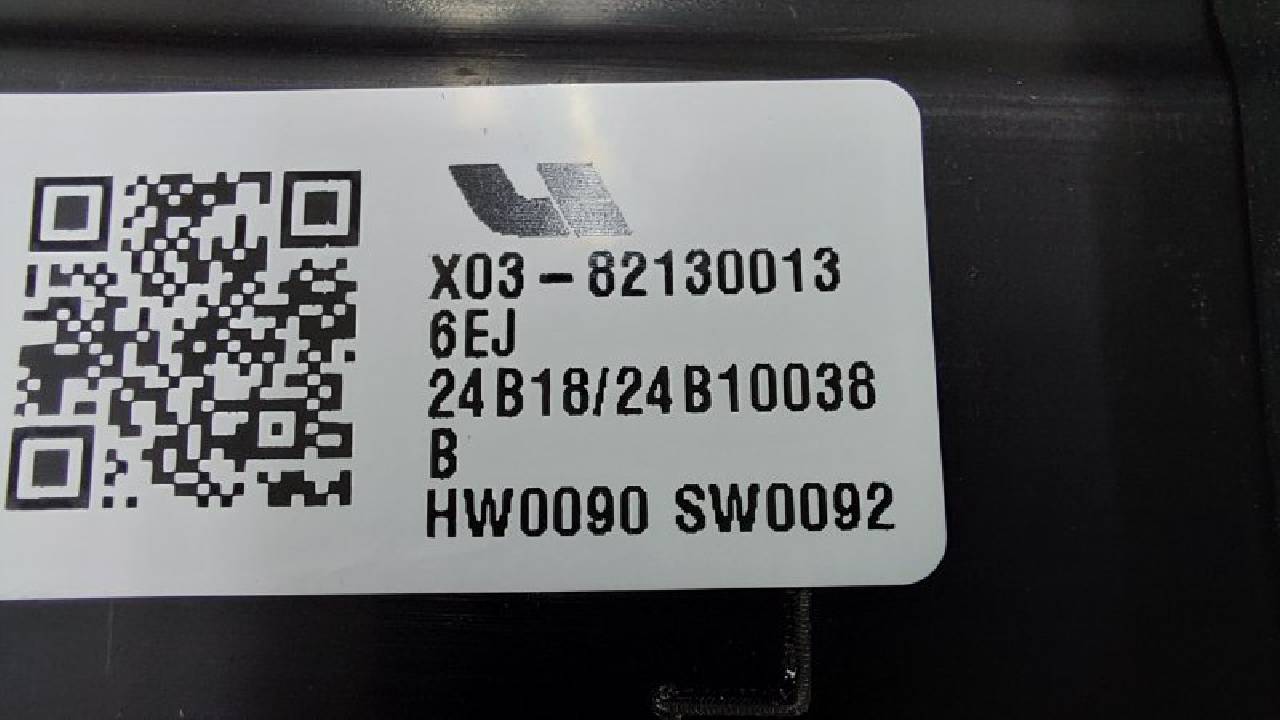 X03-82130013
6EJ
24B18/24B10038
B
HW0090 SW0092